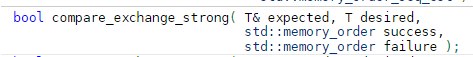 bool compare_exchange_strong( T& expected, T desired,
std::memory_order success,
std::memory_order failure );